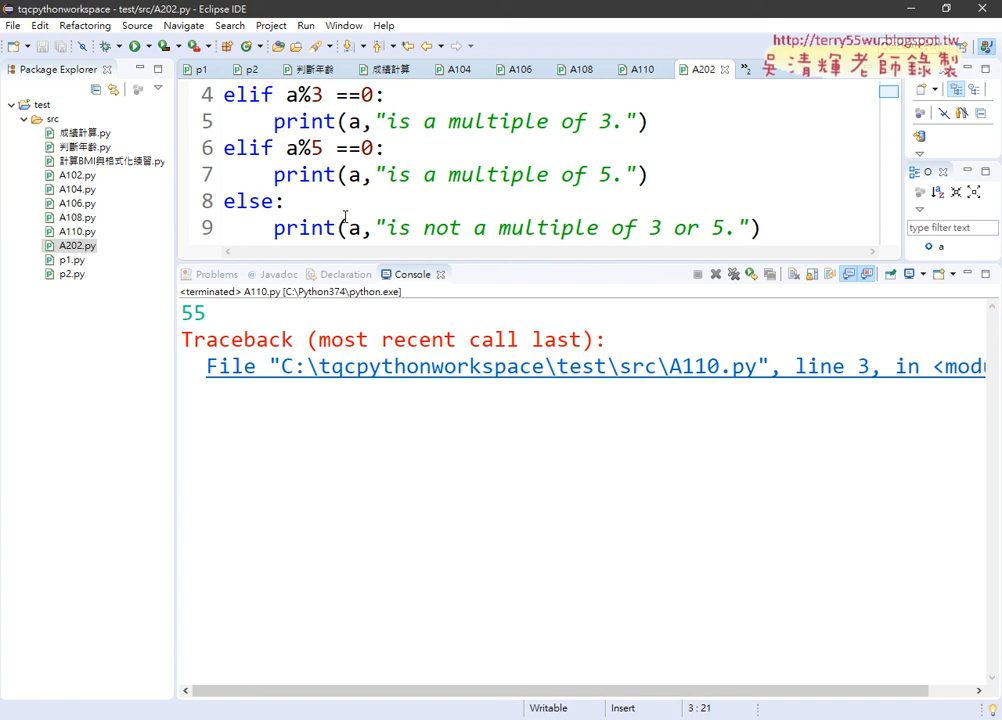 tqcpythonworkspace - test/src/A202.py - Eclipse IDE
File Edit Refactoring Source Navigate Search Project Run Window Help
http://terry55wu.blogspot.tw
吳清輝老師錄製
Package Explorer
p1 p2 判斷年齡 成績計算 A104 A106 A108 A110 A202 »2
test
src
成績計算.py
判斷年齡.py
計算BMI與格式化練習.py
A102.py
A104.py
A106.py
A108.py
A110.py
A202.py
p1.py
p2.py
4 elif a%3 ==0:
5 print(a,"is a multiple of 3.")
6 elif a%5 ==0:
7 print(a,"is a multiple of 5.")
8 else:
9 print(a,"is not a multiple of 3 or 5.")
O
type filter text
a
Problems Javadoc Declaration Console
<terminated> A110.py [C:\Python374\python.exe]
55
Traceback (most recent call last):
File "C:\tqcpythonworkspace\test\src\A110.py", line 3, in <modu
Writable Insert 3 : 21